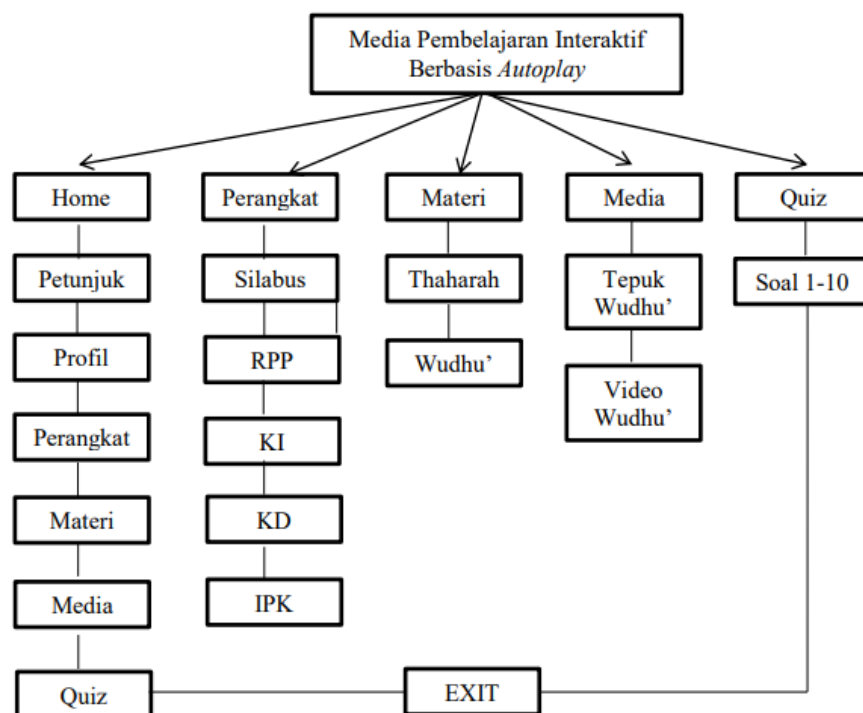 Media Pembelajaran Interaktif
Berbasis Autoplay
Home
Perangkat
Materi
Media
Quiz
Petunjuk
Silabus
Thaharah
Tepuk
Wudhu’
Soal 1-10
Profil
RPP
Wudhu’
Video
Wudhu’
Perangkat
KI
Materi
KD
Media
IPK
Quiz
EXIT